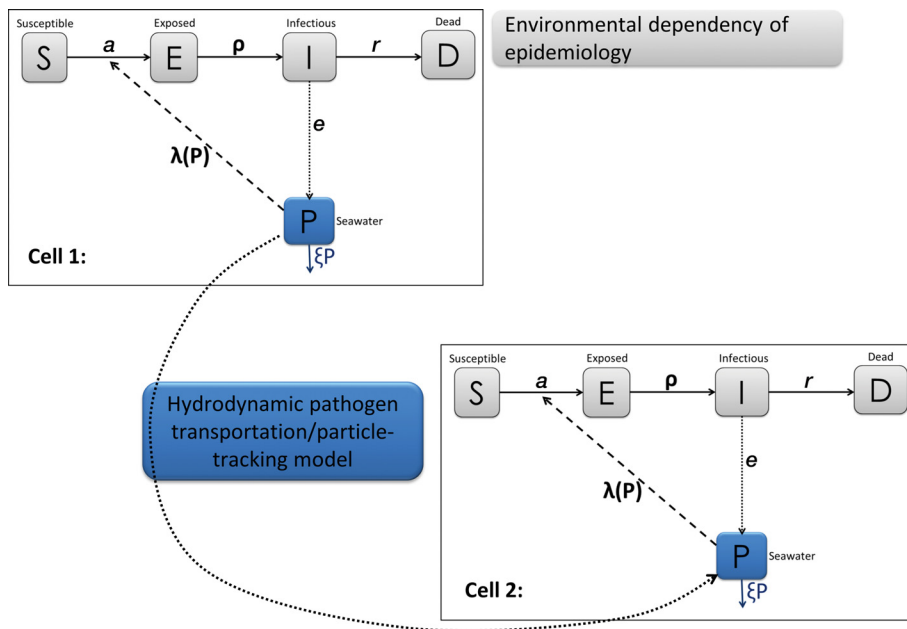 Susceptible
Exposed
Infectious
Dead
S
a
E
ρ
I
r
D
e
λ(P)
P
Seawater
ξP
Cell 1:
Environmental dependency of
epidemiology
Hydrodynamic pathogen
transportation/particle-
tracking model
Susceptible
Exposed
Infectious
Dead
S
a
E
ρ
I
r
D
e
λ(P)
P
Seawater
ξP
Cell 2: